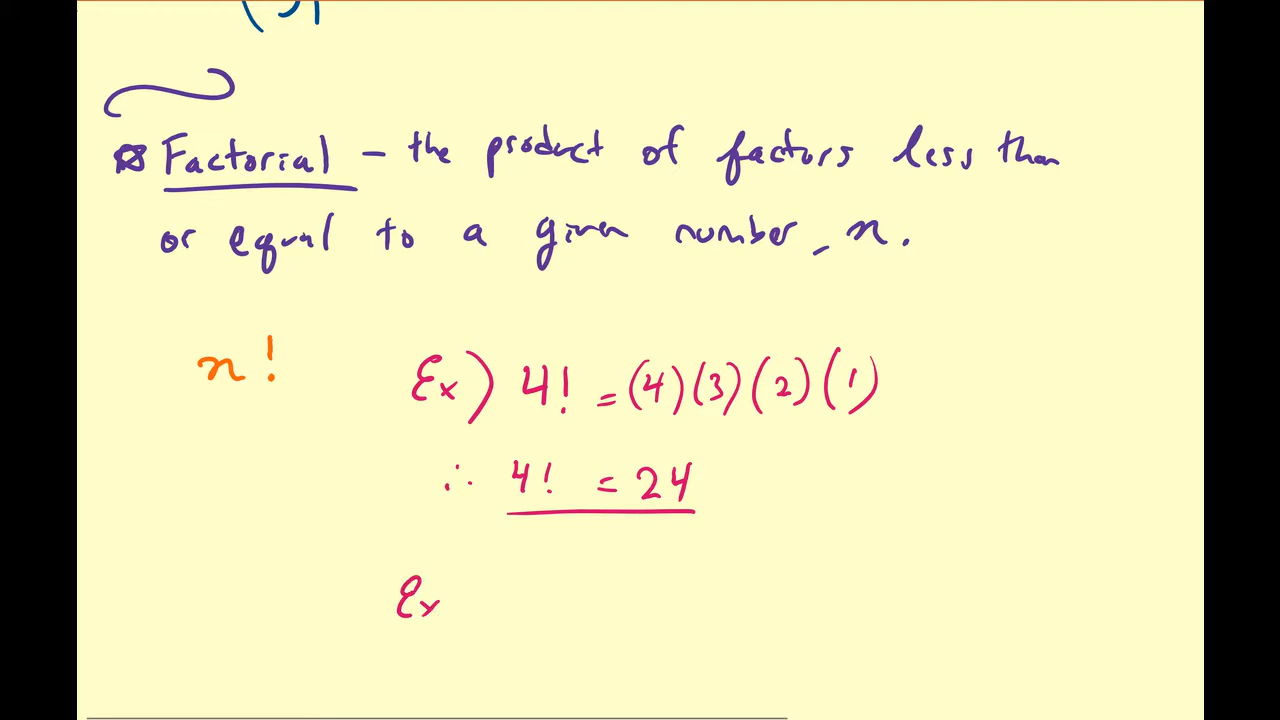 Factorial - the product of factors less than
or equal to a given number, n.
n! Ex) 4! = (4)(3)(2)(1)
∴ 4! = 24
Ex